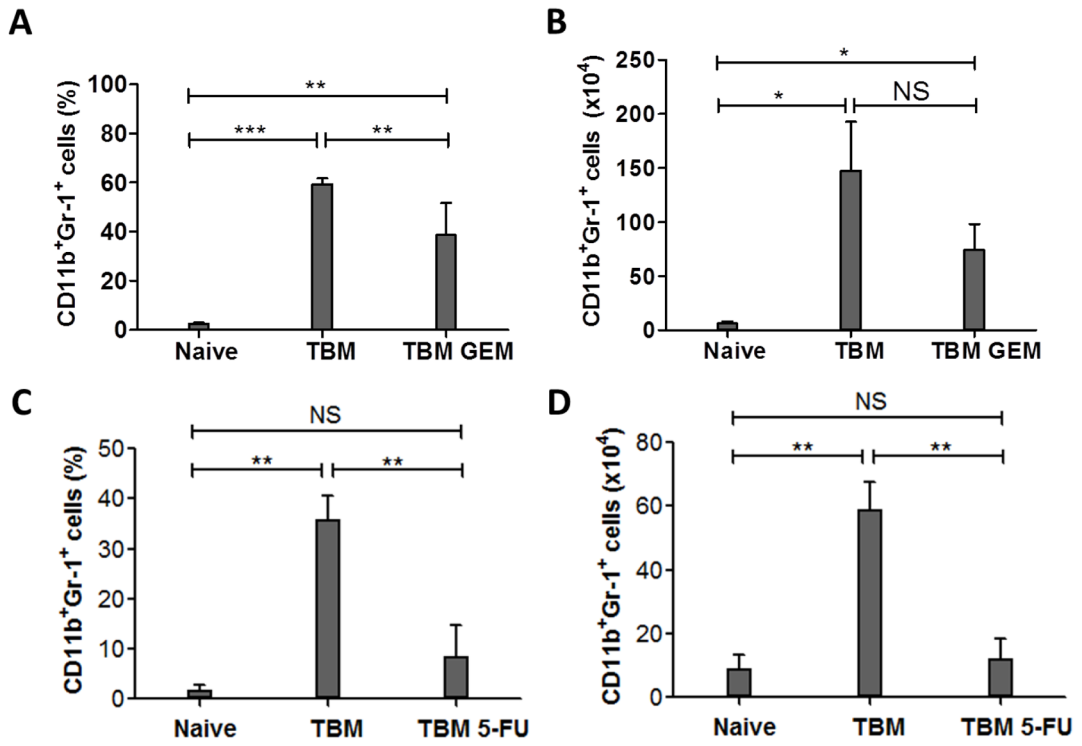 A
CD11b⁺Gr-1⁺ cells (%)
100
80
60
40
20
0
**
***
**
Naive TBM TBM GEM
B
CD11b⁺Gr-1⁺ cells (x10⁴)
250
200
150
100
50
0
*
*
NS
Naive TBM TBM GEM
C
CD11b⁺Gr-1⁺ cells (%)
50
40
30
20
10
0
NS
**
**
Naive TBM TBM 5-FU
D
CD11b⁺Gr-1⁺ cells (x10⁴)
80
60
40
20
0
NS
**
**
Naive TBM TBM 5-FU